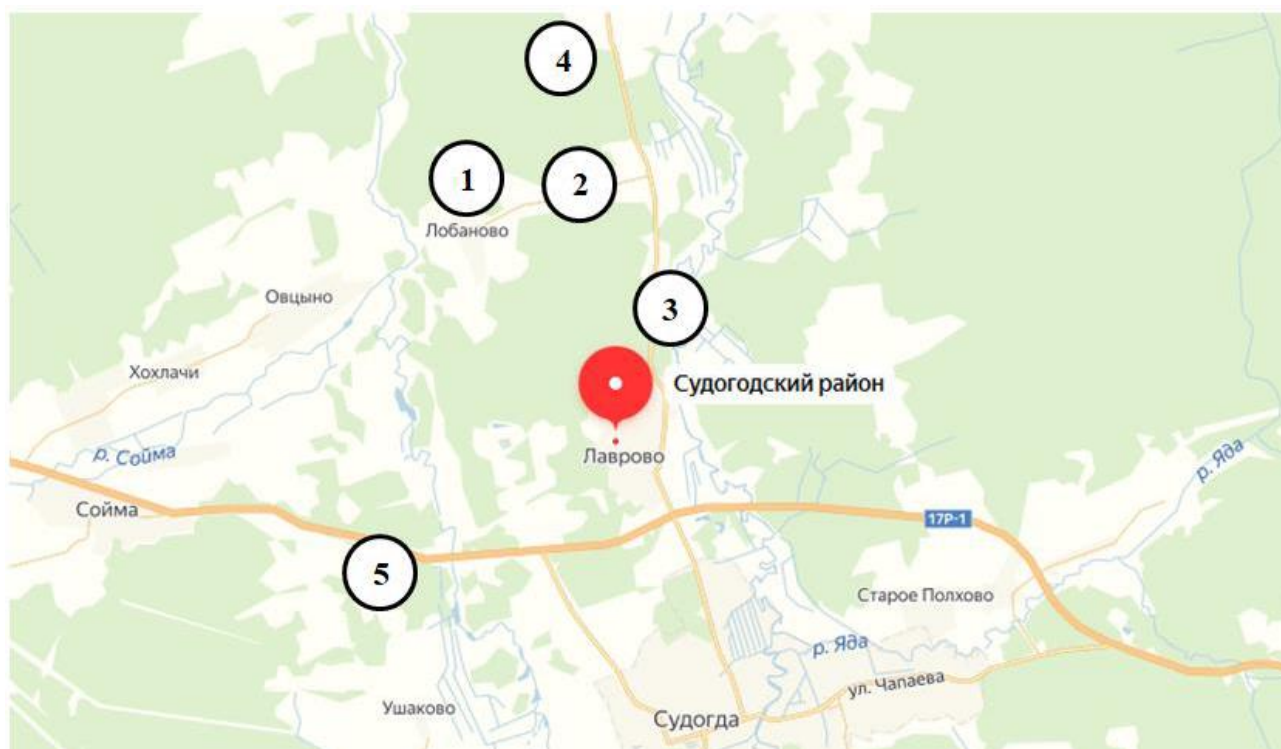 4
1
2
Лобаново
Овцыно
3
Хохлачи
Судогодский район
р. Сойма
Лаврово
р. Яда
Сойма
17Р-1
5
Старое Полхово
р. Яда
ул. Чапаева
Ушаково
Судогда